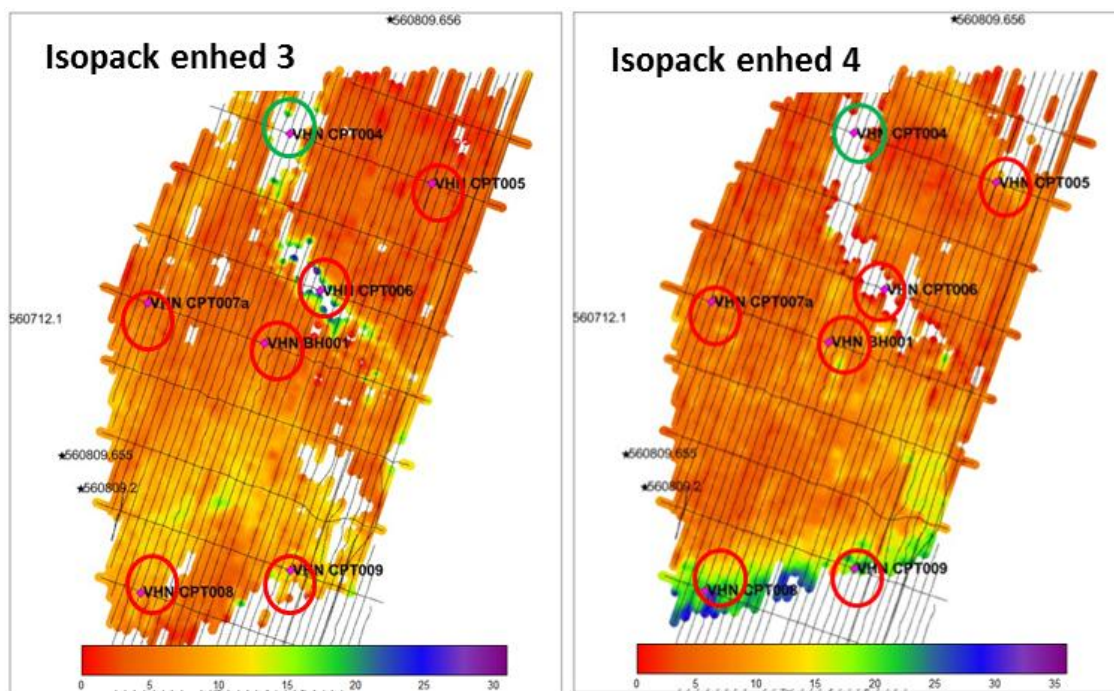 560809.656
Isopack enhed 3
VHN CPT004
VHN CPT005
VHN CPT006
VHN CPT007a
560712.1
VHN BH001
560809.655
560809.2
VHN CPT009
VHN CPT008
0 5 10 15 20 25 30
560809.656
Isopack enhed 4
VHN CPT004
VHN CPT005
VHN CPT006
VHN CPT007a
560712.1
VHN BH001
560809.655
560809.2
VHN CPT009
VHN CPT008
0 5 10 15 20 25 30 35